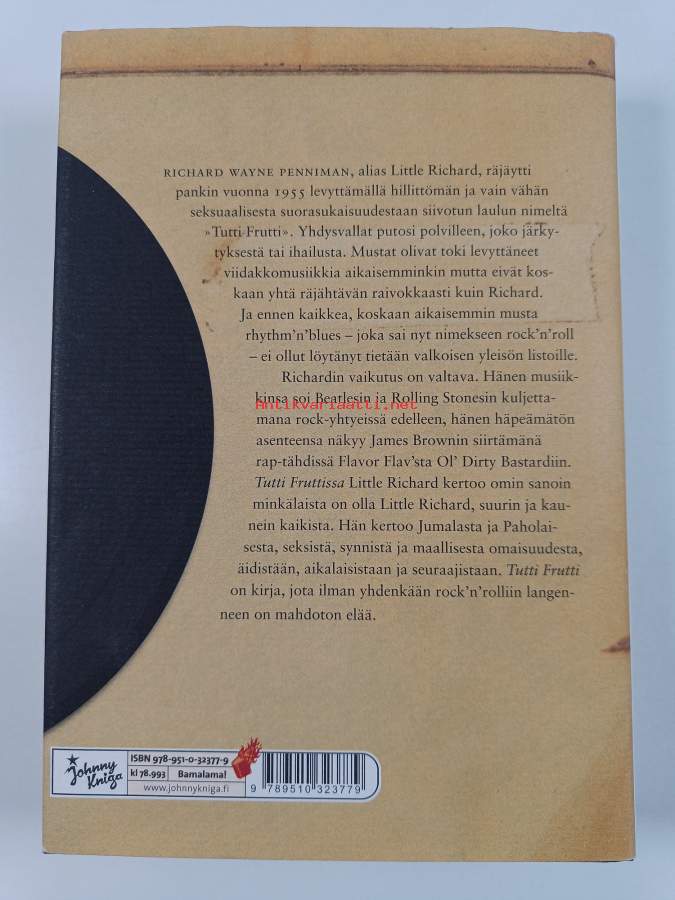 RICHARD WAYNE PENNIMAN, alias Little Richard, räjäytti
pankin vuonna 1955 levyttämällä hillittömän ja vain vähän
seksuaalisesta suorasukaisuudestaan siivotun laulun nimeltä
»Tutti Frutti». Yhdysvallat putosi polvilleen, joko järky-
tyksestä tai ihailusta. Mustat olivat toki levyttäneet
viidakkomusiikkia aikaisemminkin mutta eivät kos-
kaan yhtä räjähtävän raivokkaasti kuin Richard.
Ja ennen kaikkea, koskaan aikaisemmin musta
rhythm'n'blues – joka sai nyt nimekseen rock'n'roll
– ei ollut löytänyt tietään valkoisen yleisön listoille.
Richardin vaikutus on valtava. Hänen musiik-
kinsa soi Beatlesin ja Rolling Stonesin kuljetta-
Antikvariaatti.net
mana rock-yhtyeissä edelleen, hänen häpeämätön
asenteensa näkyy James Brownin siirtämänä
rap-tähdissä Flavor Flav'sta Ol' Dirty Bastardiin.
Tutti Fruttissa Little Richard kertoo omin sanoin
minkälaista on olla Little Richard, suurin ja kau-
nein kaikista. Hän kertoo Jumalasta ja Paholai-
sesta, seksistä, synnistä ja maallisesta omaisuudesta,
äidistään, aikalaisistaan ja seuraajistaan. Tutti Frutti
on kirja, jota ilman yhdenkään rock'n'rolliin langen-
neen on mahdoton elää.
Johnny
Kniga
ISBN 978-951-0-32377-9
kl 78.993
Bamalama!
www.johnnykniga.fi
9 789510 323779